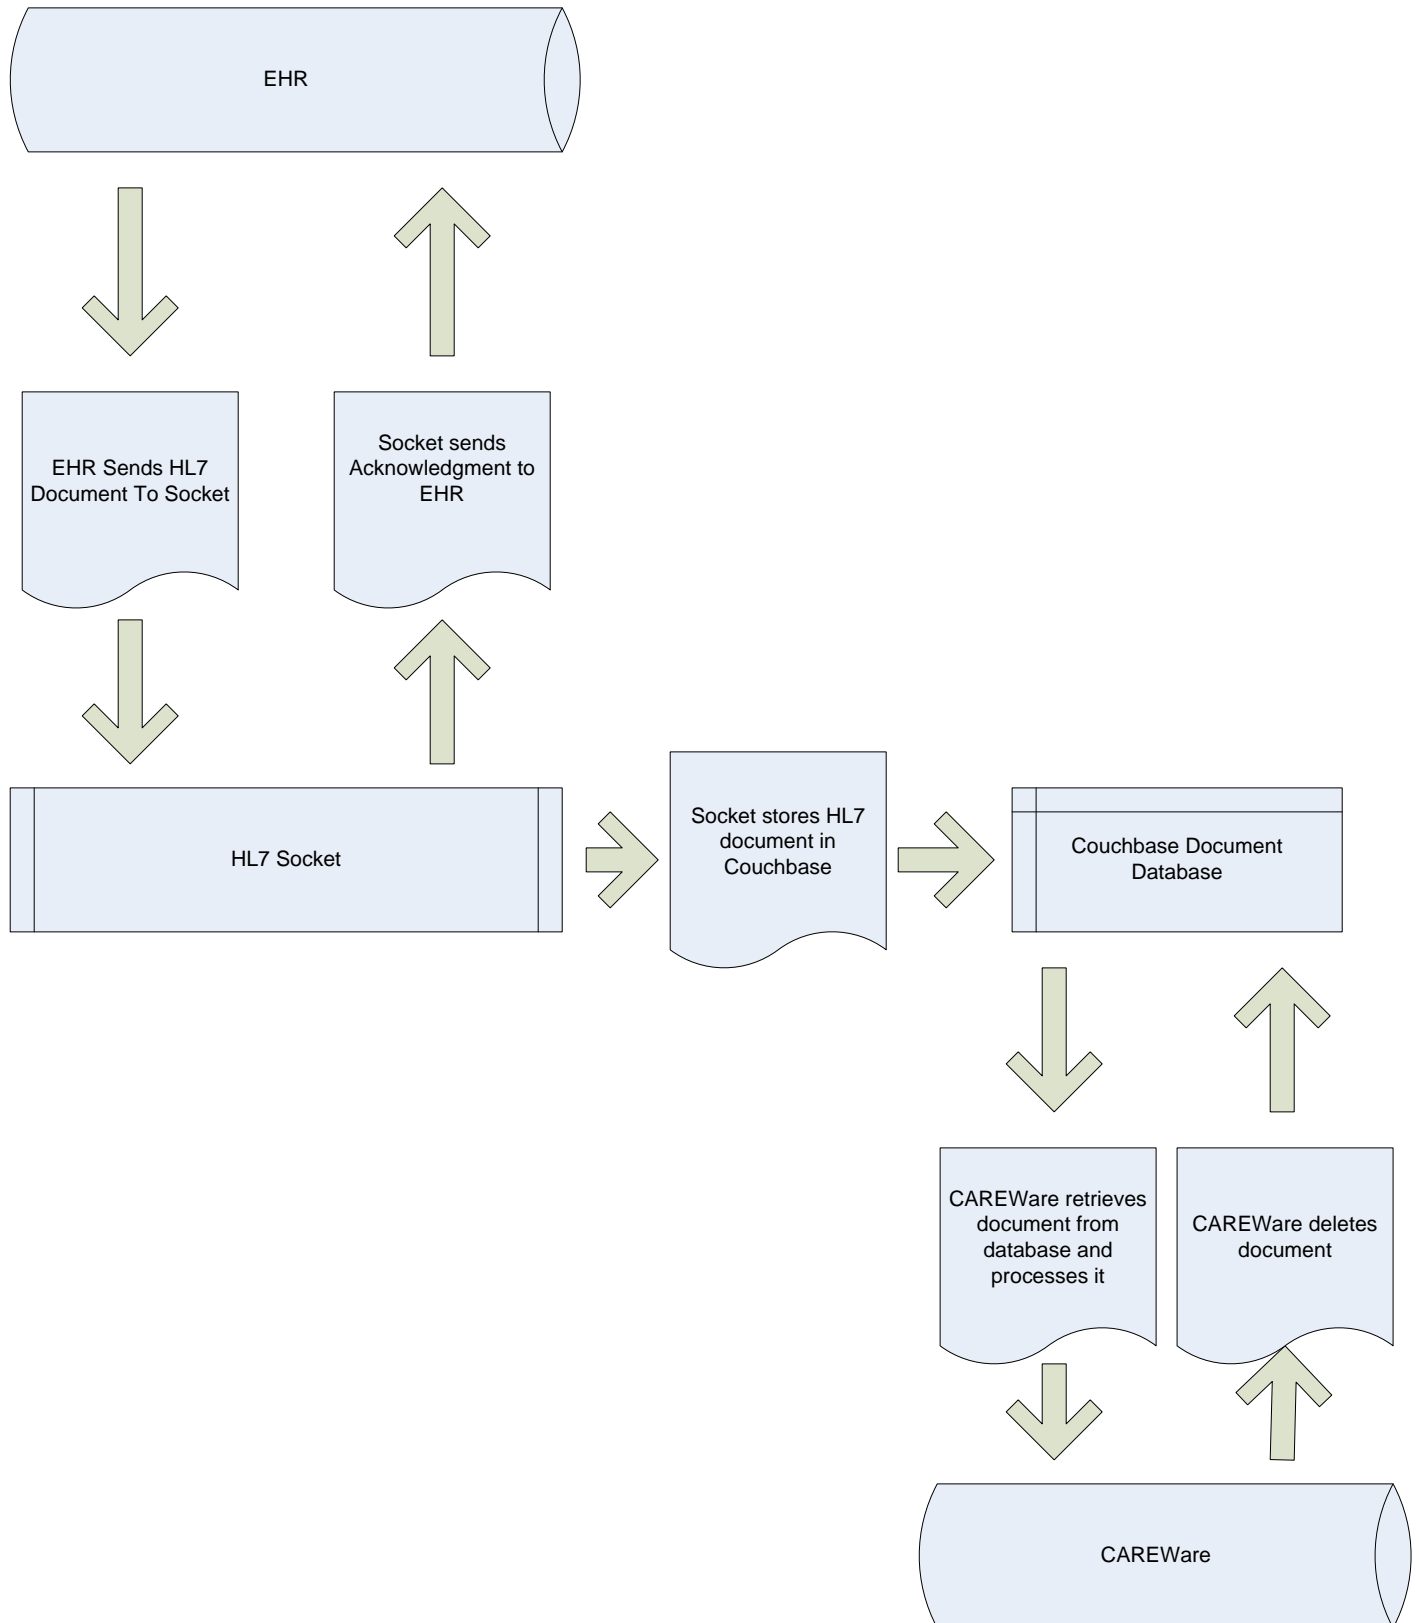 EHR
EHR Sends HL7
Document To Socket
Socket sends
Acknowledgment to
EHR
HL7 Socket
Socket stores HL7
document in
Couchbase
Couchbase Document
Database
CAREWare retrieves
document from
database and
processes it
CAREWare deletes
document
CAREWare